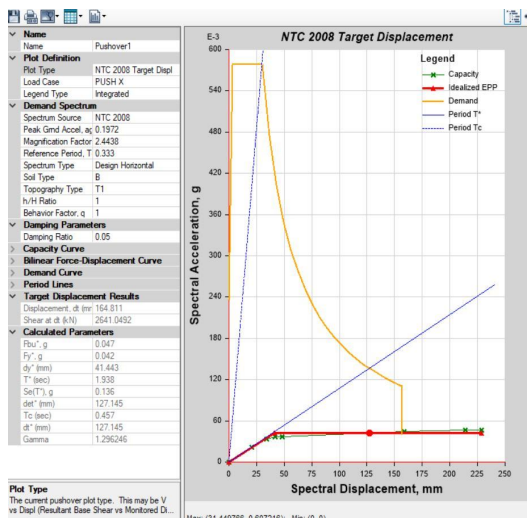 Name
Name Pushover1
Plot Definition
Plot Type NTC 2008 Target Displ
Load Case PUSH X
Legend Type Integrated
Demand Spectrum
Spectrum Source NTC 2008
Peak Grnd Accel, ag 0.1972
Magnification Factor 2.4438
Reference Period, T 0.333
Spectrum Type Design Horizontal
Soil Type B
Topography Type T1
h/H Ratio 1
Behavior Factor, q 1
Damping Parameters
Damping Ratio 0.05
Capacity Curve
Bilinear Force-Displacement Curve
Demand Curve
Period Lines
Target Displacement Results
Displacement, dt (mr 164.811
Shear at dt (kN) 2641.0492
Calculated Parameters
Fbu*, g 0.047
Fy*, g 0.042
dy* (mm) 41.443
T* (sec) 1.938
Se(T*), g 0.136
det* (mm) 127.145
Tc (sec) 0.457
dt* (mm) 127.145
Gamma 1.296246
Plot Type
The current pushover plot type. This may be V
vs Displ (Resultant Base Shear vs Monitored Di...
NTC 2008 Target Displacement
E-3
600
540
480
420
360
300
240
180
120
60
0
Spectral Acceleration, g
Legend
Capacity
Idealized EPP
Demand
Period T*
Period Tc
0 25 50 75 100 125 150 175 200 225 250
Spectral Displacement, mm